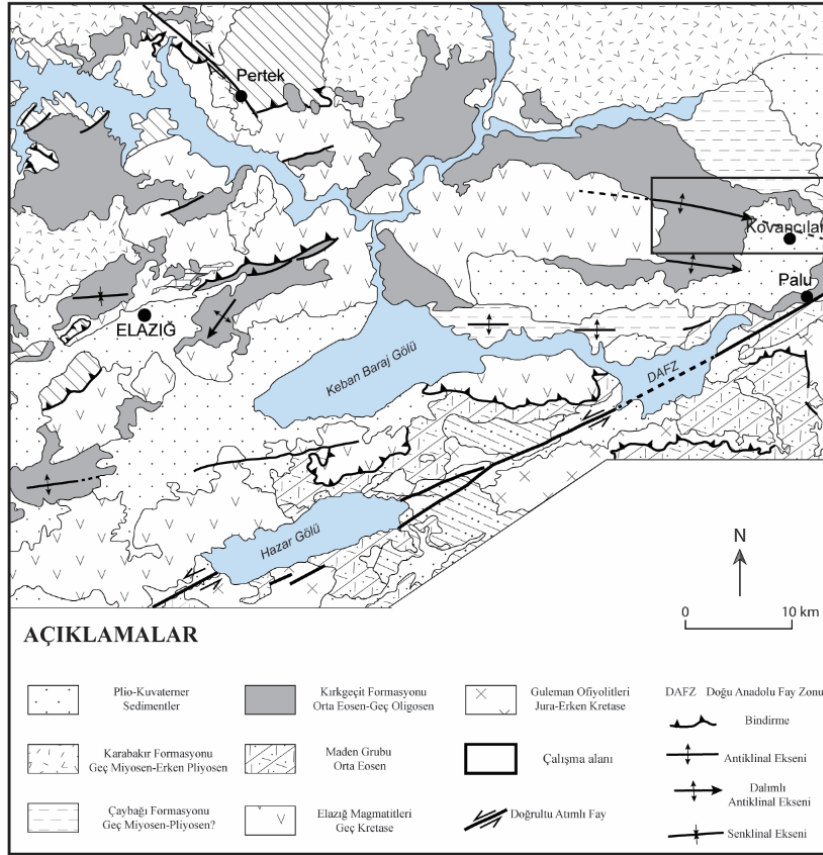 Pertek
Kovancılar
Palu
ELAZIĞ
Keban Baraj Gölü
DAFZ
Hazar Gölü
N
0 10 km
AÇIKLAMALAR
Plio-Kuvaterner
Sedimentler
Karabakır Formasyonu
Geç Miyosen-Erken Pliyosen
Çaybağı Formasyonu
Geç Miyosen-Pliyosen?
Kırkgeçit Formasyonu
Orta Eosen-Geç Oligosen
Maden Grubu
Orta Eosen
Elazığ Magmatitleri
Geç Kretase
Guleman Ofiyolitleri
Jura-Erken Kretase
Çalışma alanı
Doğrultu Atımlı Fay
DAFZ Doğu Anadolu Fay Zonu
Bindirme
Antiklinal Ekseni
Dalımlı
Antiklinal Ekseni
Senklinal Ekseni